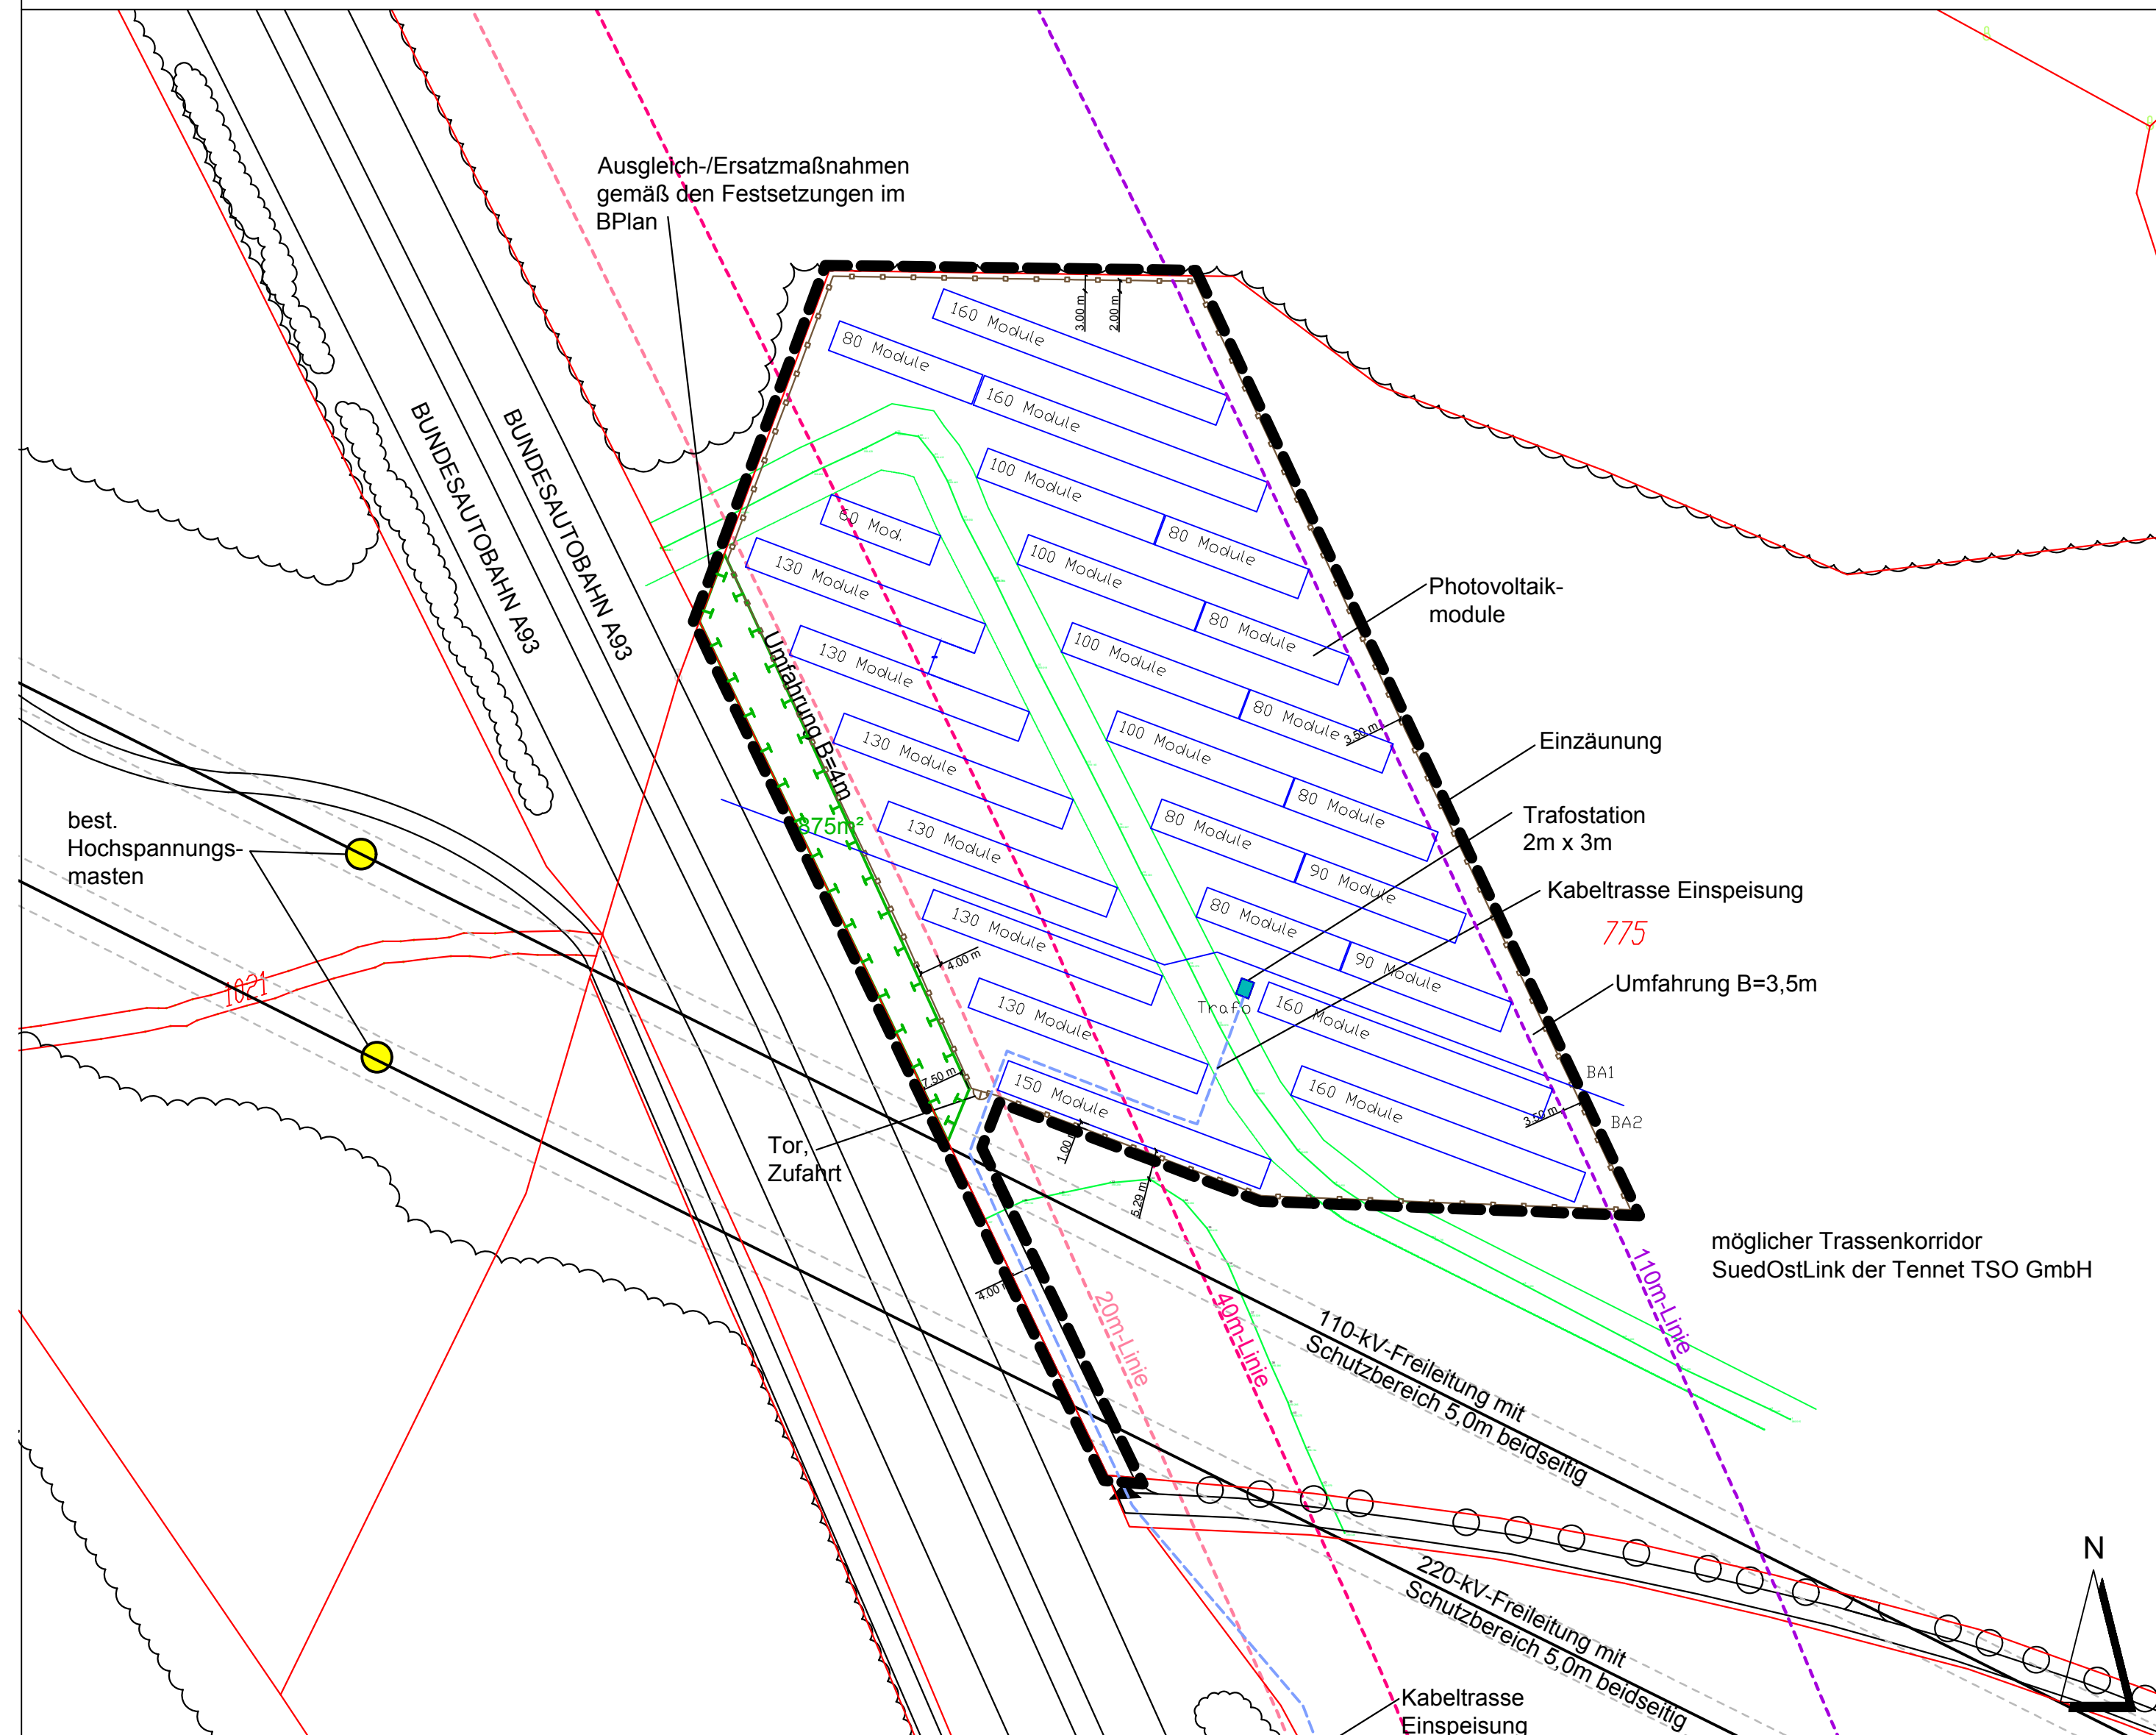 Ausgleich-/Ersatzmaßnahmen
gemäß den Festsetzungen im
BPlan
BUNDESAUTOBAHN A93
BUNDESAUTOBAHN A93
3.00 m
2.00 m
160 Module
80 Module
160 Module
100 Module
80 Module
60 Mod.
130 Module
100 Module
80 Module
Photovoltaik-
module
130 Module
100 Module
80 Module
3.50 m
Umfahrung B=4m
130 Module
100 Module
80 Module
Einzäunung
875m²
130 Module
80 Module
90 Module
Trafostation
2m x 3m
best.
Hochspannungs-
masten
130 Module
80 Module
90 Module
Kabeltrasse Einspeisung
775
4.00 m
1021
130 Module
Trafo
160 Module
Umfahrung B=3,5m
7.50 m
150 Module
160 Module
BA1
3.50 m
BA2
Tor,
Zufahrt
1.00 m
5.29 m
4.00 m
möglicher Trassenkorridor
SuedOstLink der Tennet TSO GmbH
20m-Linie
40m-Linie
110m-Linie
110-kV-Freileitung mit
Schutzbereich 5,0m beidseitig
220-kV-Freileitung mit
Schutzbereich 5,0m beidseitig
N
Kabeltrasse
Einspeisung